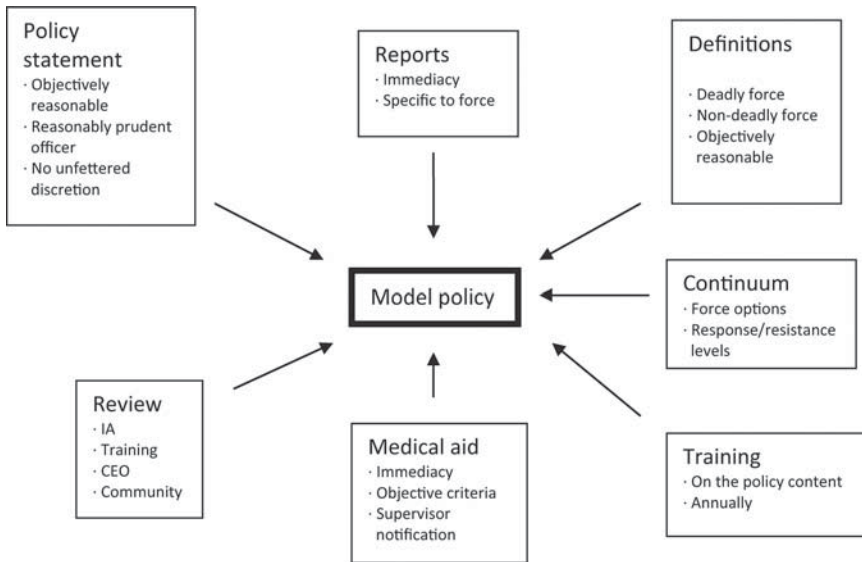 Policy
statement
· Objectively
reasonable
· Reasonably prudent
officer
· No unfettered
discretion
Reports
· Immediacy
· Specific to force
Definitions
· Deadly force
· Non-deadly force
· Objectively
reasonable
Model policy
Continuum
· Force options
· Response/resistance
levels
Review
· IA
· Training
· CEO
· Community
Medical aid
· Immediacy
· Objective criteria
· Supervisor
notification
Training
· On the policy content
· Annually